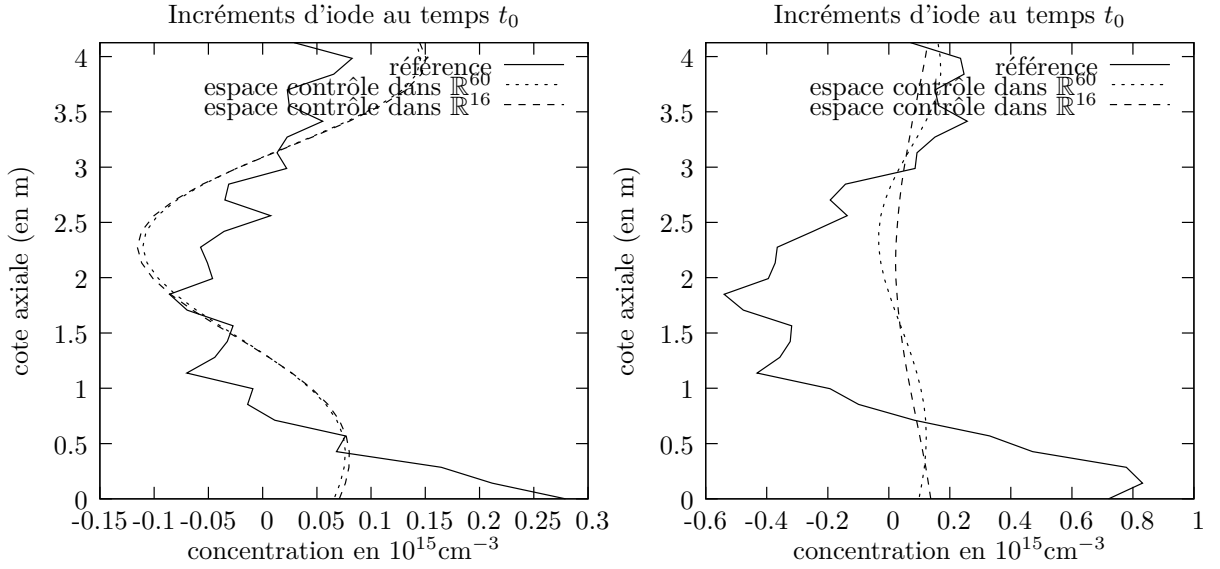 Incréments d'iode au temps t₀
4
3.5
3
2.5
2
1.5
1
0.5
0
cote axiale (en m)
référence
espace contrôle dans ℝ⁶⁰
espace contrôle dans ℝ¹⁶
-0.15 -0.1 -0.05 0 0.05 0.1 0.15 0.2 0.25 0.3
concentration en 10¹⁵cm⁻³
Incréments d'iode au temps t₀
4
3.5
3
2.5
2
1.5
1
0.5
0
cote axiale (en m)
référence
espace contrôle dans ℝ⁶⁰
espace contrôle dans ℝ¹⁶
-0.6 -0.4 -0.2 0 0.2 0.4 0.6 0.8 1
concentration en 10¹⁵cm⁻³